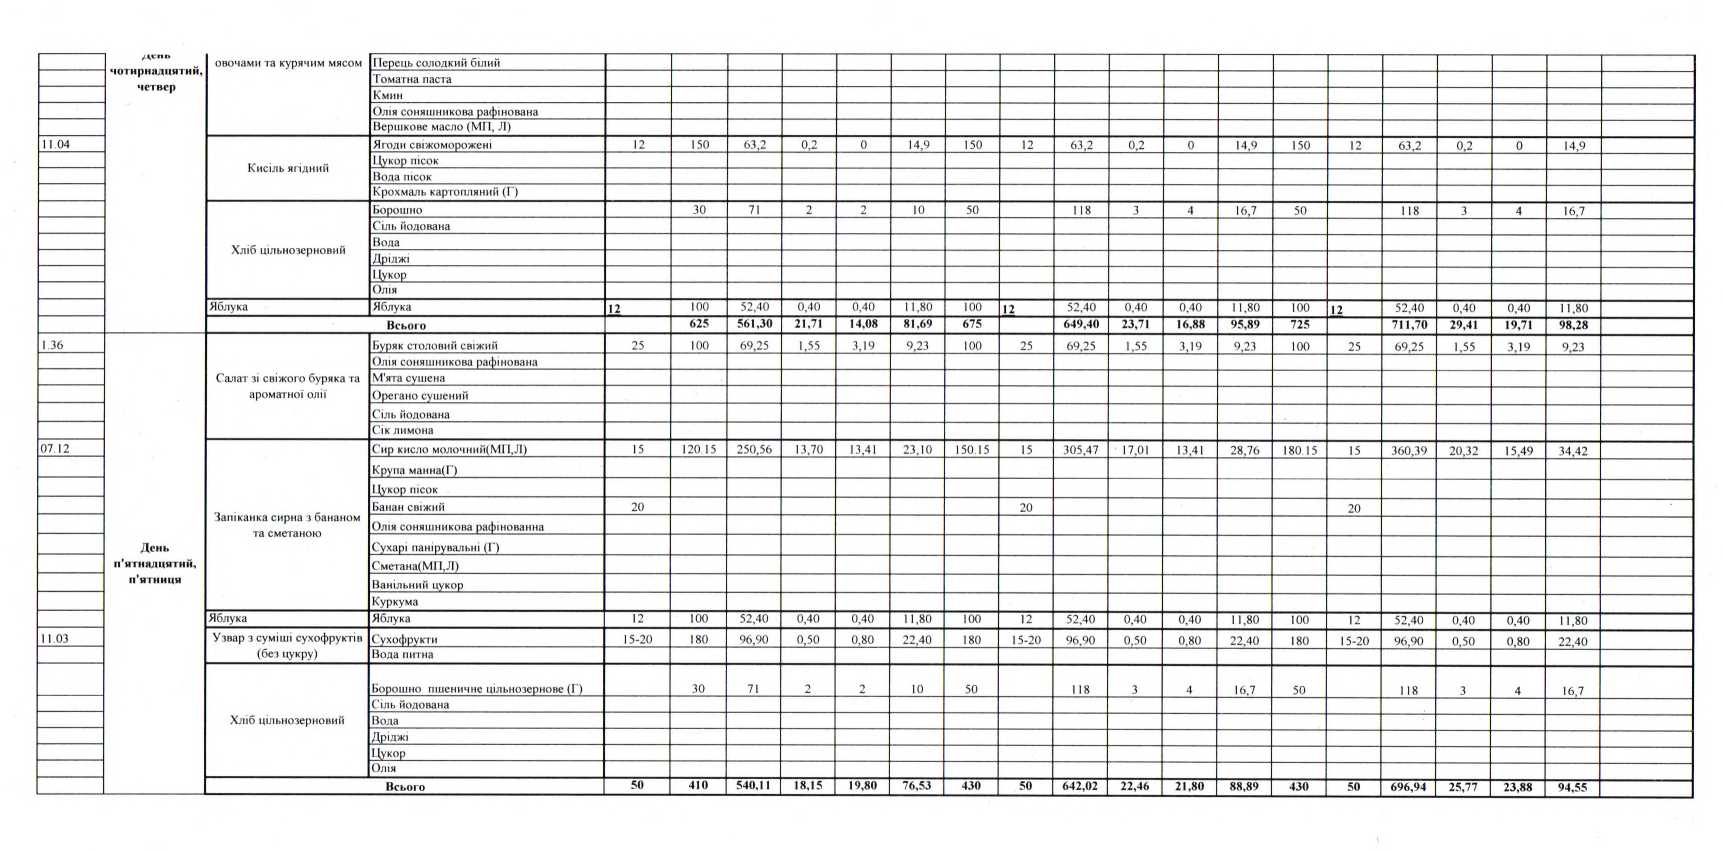 День
чотирнадцятий,
четвер
овочами та курячим мясом
Перець солодкий білий
Томатна паста
Кмин
Олія соняшникова рафінована
Вершкове масло (МП, Л)
11.04 Кисіль ягідний Ягоди свіжоморожені 12 150 63,2 0,2 0 14,9 150 12 63,2 0,2 0 14,9 150 12 63,2 0,2 0 14,9
Цукор пісок
Вода пісок
Крохмаль картопляний (Г)
Хліб цільнозерновий Борошно 30 71 2 2 10 50 118 3 4 16,7 50 118 3 4 16,7
Сіль йодована
Вода
Дріджі
Цукор
Олія
Яблука Яблука 12 100 52,40 0,40 0,40 11,80 100 12 52,40 0,40 0,40 11,80 100 12 52,40 0,40 0,40 11,80
Всього 625 561,30 21,71 14,08 81,69 675 649,40 23,71 16,88 95,89 725 711,70 29,41 19,71 98,28
День
п'ятнадцятий,
п'ятниця
1.36 Салат зі свіжого буряка та
ароматної олії
Буряк столовий свіжий 25 100 69,25 1,55 3,19 9,23 100 25 69,25 1,55 3,19 9,23 100 25 69,25 1,55 3,19 9,23
Олія соняшникова рафінована
М'ята сушена
Орегано сушений
Сіль йодована
Сік лимона
07.12 Запіканка сирна з бананом
та сметаною
Сир кисло молочний(МП,Л) 15 120.15 250,56 13,70 13,41 23,10 150.15 15 305,47 17,01 13,41 28,76 180.15 15 360,39 20,32 15,49 34,42
Крупа манна(Г)
Цукор пісок
Банан свіжий 20 20 20
Олія соняшникова рафінованна
Сухарі панірувальні (Г)
Сметана(МП,Л)
Ванільний цукор
Куркума
Яблука Яблука 12 100 52,40 0,40 0,40 11,80 100 12 52,40 0,40 0,40 11,80 100 12 52,40 0,40 0,40 11,80
11.03 Узвар з суміші сухофруктів
(без цукру)
Сухофрукти 15-20 180 96,90 0,50 0,80 22,40 180 15-20 96,90 0,50 0,80 22,40 180 15-20 96,90 0,50 0,80 22,40
Вода питна
Хліб цільнозерновий Борошно пшеничне цільнозернове (Г) 30 71 2 2 10 50 118 3 4 16,7 50 118 3 4 16,7
Сіль йодована
Вода
Дріджі
Цукор
Олія
Всього 50 410 540,11 18,15 19,80 76,53 430 50 642,02 22,46 21,80 88,89 430 50 696,94 25,77 23,88 94,55